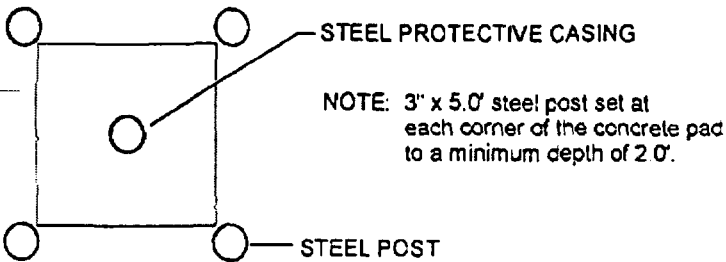 STEEL PROTECTIVE CASING
NOTE: 3" x 5.0' steel post set at
each corner of the concrete pad
to a minimum depth of 2.0'.
STEEL POST